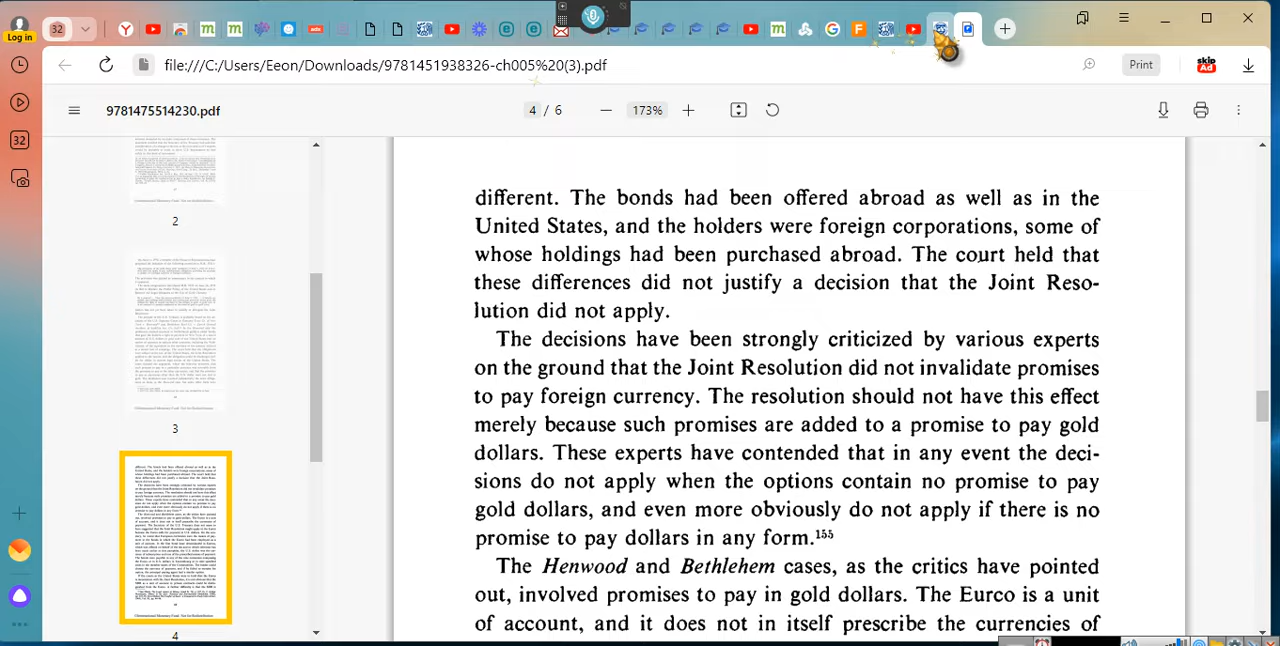 32
Log in
file:///C:/Users/Eeon/Downloads/9781451938326-ch005%20(3).pdf
Print
skip
Ad
32
9781475514230.pdf
4 / 6
173%
2
3
4
different. The bonds had been offered abroad as well as in the
United States, and the holders were foreign corporations, some of
whose holdings had been purchased abroad. The court held that
these differences did not justify a decision that the Joint Reso-
lution did not apply.
The decisions have been strongly criticized by various experts
on the ground that the Joint Resolution did not invalidate promises
to pay foreign currency. The resolution should not have this effect
merely because such promises are added to a promise to pay gold
dollars. These experts have contended that in any event the deci-
sions do not apply when the options contain no promise to pay
gold dollars, and even more obviously do not apply if there is no
promise to pay dollars in any form.¹⁵⁵
The Henwood and Bethlehem cases, as the critics have pointed
out, involved promises to pay in gold dollars. The Eurco is a unit
of account, and it does not in itself prescribe the currencies of